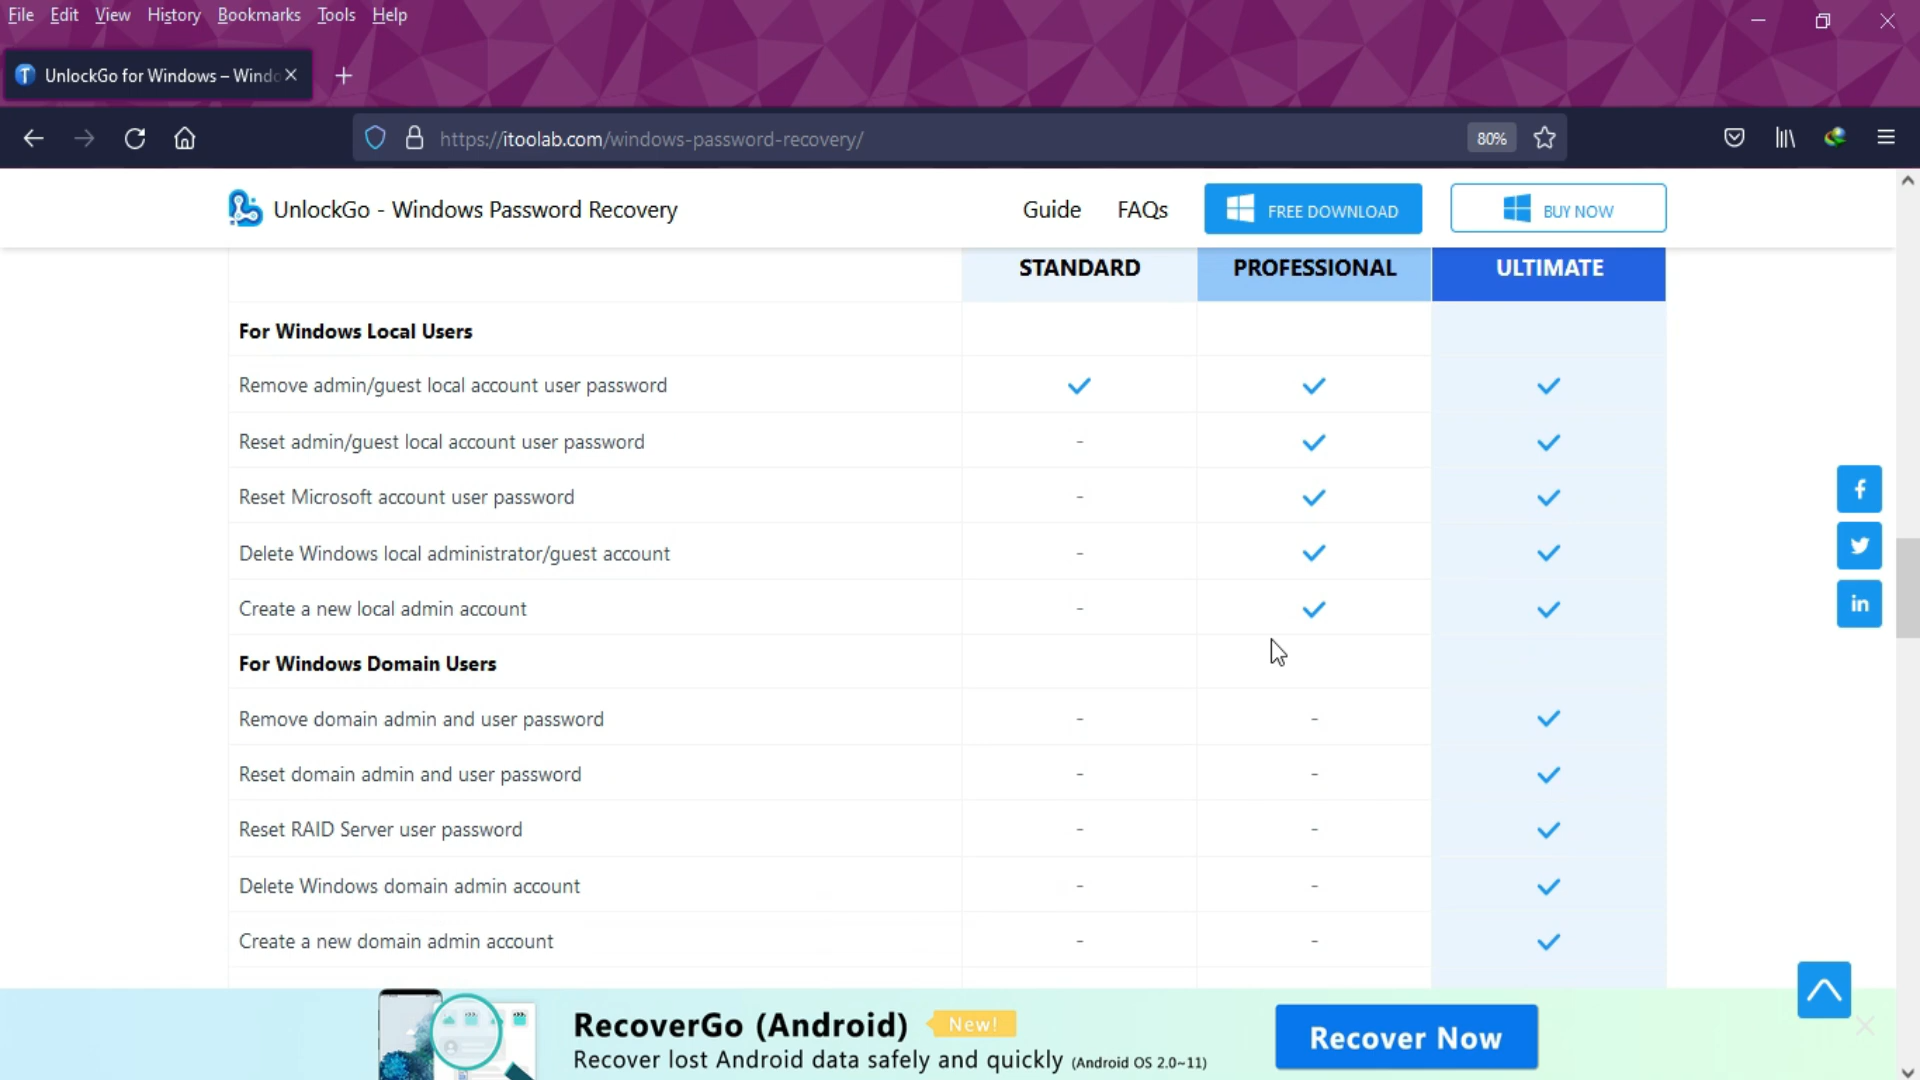 File Edit View History Bookmarks Tools Help
UnlockGo for Windows – Windo
https://itoolab.com/windows-password-recovery/
80%
UnlockGo - Windows Password Recovery
Guide
FAQs
FREE DOWNLOAD
BUY NOW
STANDARD PROFESSIONAL ULTIMATE
For Windows Local Users
Remove admin/guest local account user password
Reset admin/guest local account user password -
Reset Microsoft account user password -
Delete Windows local administrator/guest account -
Create a new local admin account -
For Windows Domain Users
Remove domain admin and user password - -
Reset domain admin and user password - -
Reset RAID Server user password - -
Delete Windows domain admin account - -
Create a new domain admin account - -
RecoverGo (Android) New!
Recover lost Android data safely and quickly (Android OS 2.0~11)
Recover Now